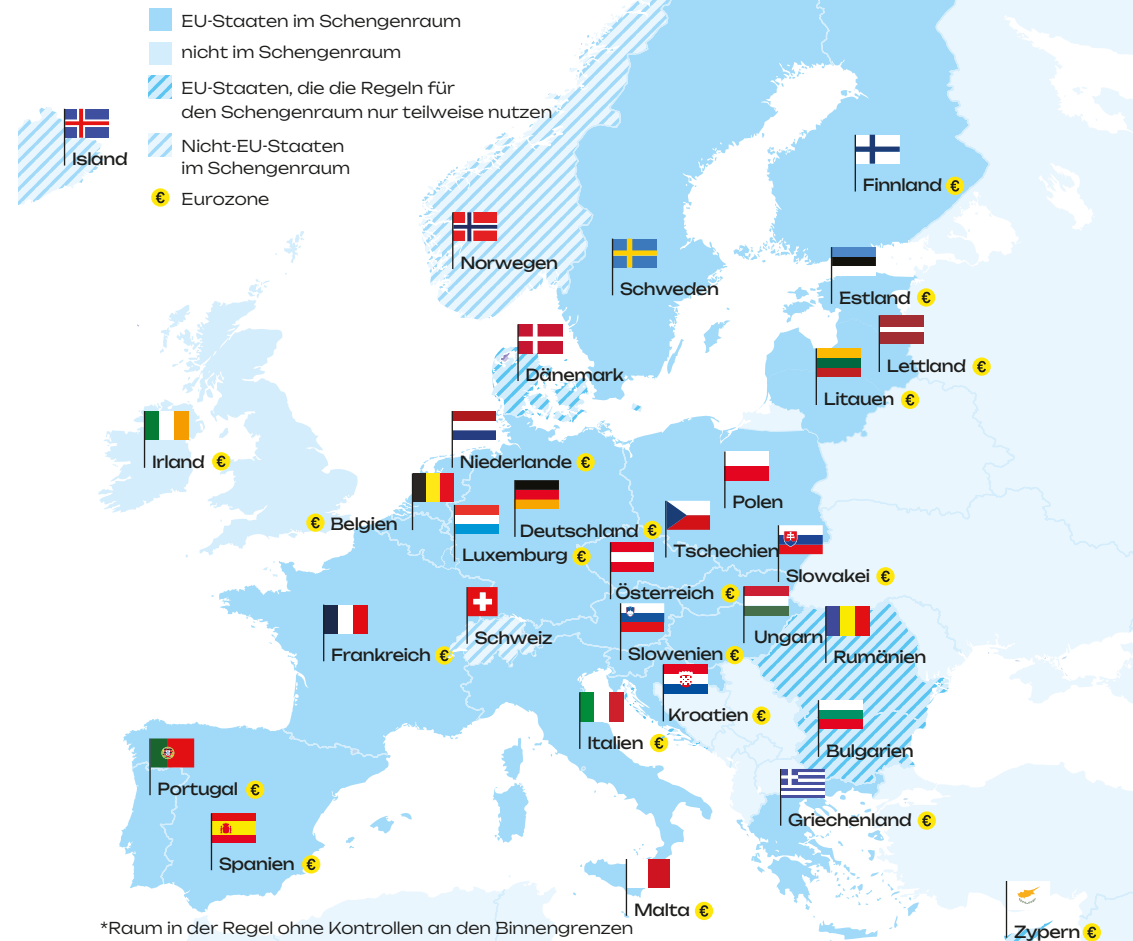 EU-Staaten im Schengenraum
nicht im Schengenraum
EU-Staaten, die die Regeln für
den Schengenraum nur teilweise nutzen
Nicht-EU-Staaten
im Schengenraum
€ Eurozone
Island
Finnland €
Norwegen
Schweden
Estland €
Lettland €
Dänemark
Litauen €
Irland €
Niederlande €
Polen
€ Belgien
Deutschland €
Tschechien
Luxemburg €
Slowakei €
Österreich €
Schweiz
Ungarn
Frankreich €
Slowenien €
Rumänien
Kroatien €
Italien €
Bulgarien
Portugal €
Griechenland €
Spanien €
Malta €
*Raum in der Regel ohne Kontrollen an den Binnengrenzen
Zypern €